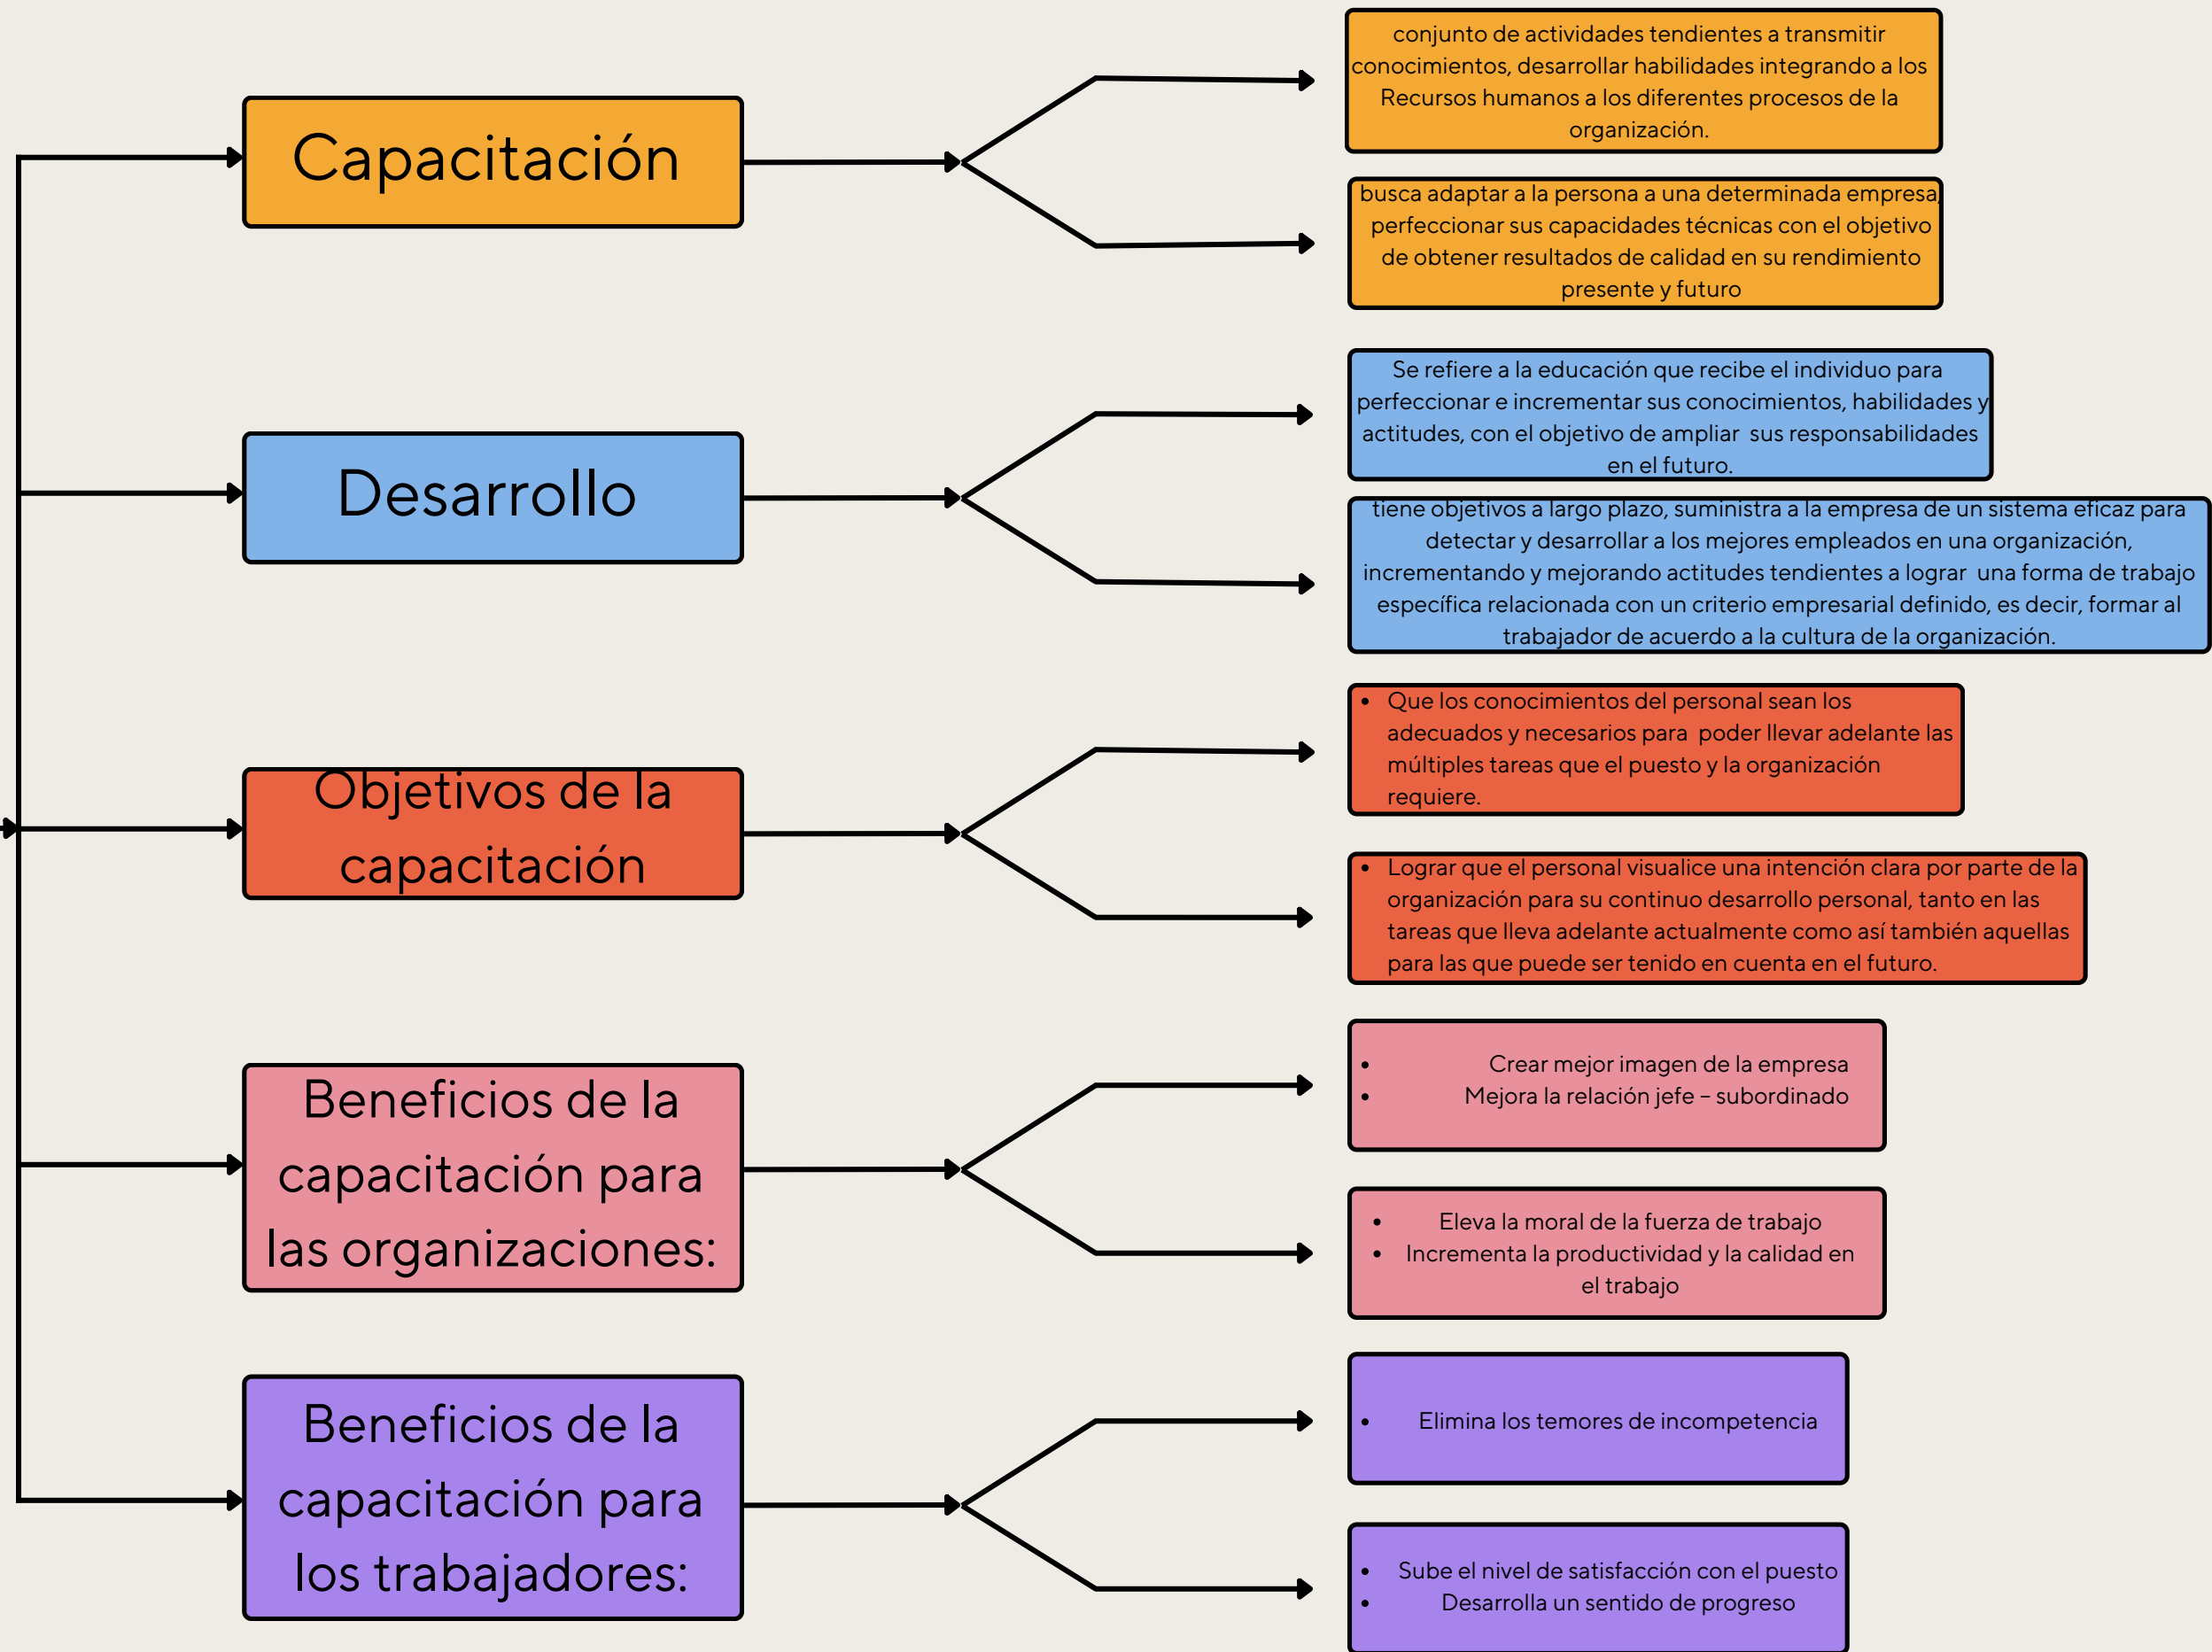 Capacitación
conjunto de actividades tendientes a transmitir
conocimientos, desarrollar habilidades integrando a los
Recursos humanos a los diferentes procesos de la
organización.
busca adaptar a la persona a una determinada empresa,
perfeccionar sus capacidades técnicas con el objetivo
de obtener resultados de calidad en su rendimiento
presente y futuro
Desarrollo
Se refiere a la educación que recibe el individuo para
perfeccionar e incrementar sus conocimientos, habilidades y
actitudes, con el objetivo de ampliar  sus responsabilidades
en el futuro.
tiene objetivos a largo plazo, suministra a la empresa de un sistema eficaz para
detectar y desarrollar a los mejores empleados en una organización,
incrementando y mejorando actitudes tendientes a lograr  una forma de trabajo
específica relacionada con un criterio empresarial definido, es decir, formar al
trabajador de acuerdo a la cultura de la organización.
Objetivos de la
capacitación
• Que los conocimientos del personal sean los
adecuados y necesarios para  poder llevar adelante las
múltiples tareas que el puesto y la organización
requiere.
• Lograr que el personal visualice una intención clara por parte de la
organización para su continuo desarrollo personal, tanto en las
tareas que lleva adelante actualmente como así también aquellas
para las que puede ser tenido en cuenta en el futuro.
Beneficios de la
capacitación para
las organizaciones:
• Crear mejor imagen de la empresa
• Mejora la relación jefe – subordinado
• Eleva la moral de la fuerza de trabajo
• Incrementa la productividad y la calidad en
el trabajo
Beneficios de la
capacitación para
los trabajadores:
• Elimina los temores de incompetencia
• Sube el nivel de satisfacción con el puesto
• Desarrolla un sentido de progreso